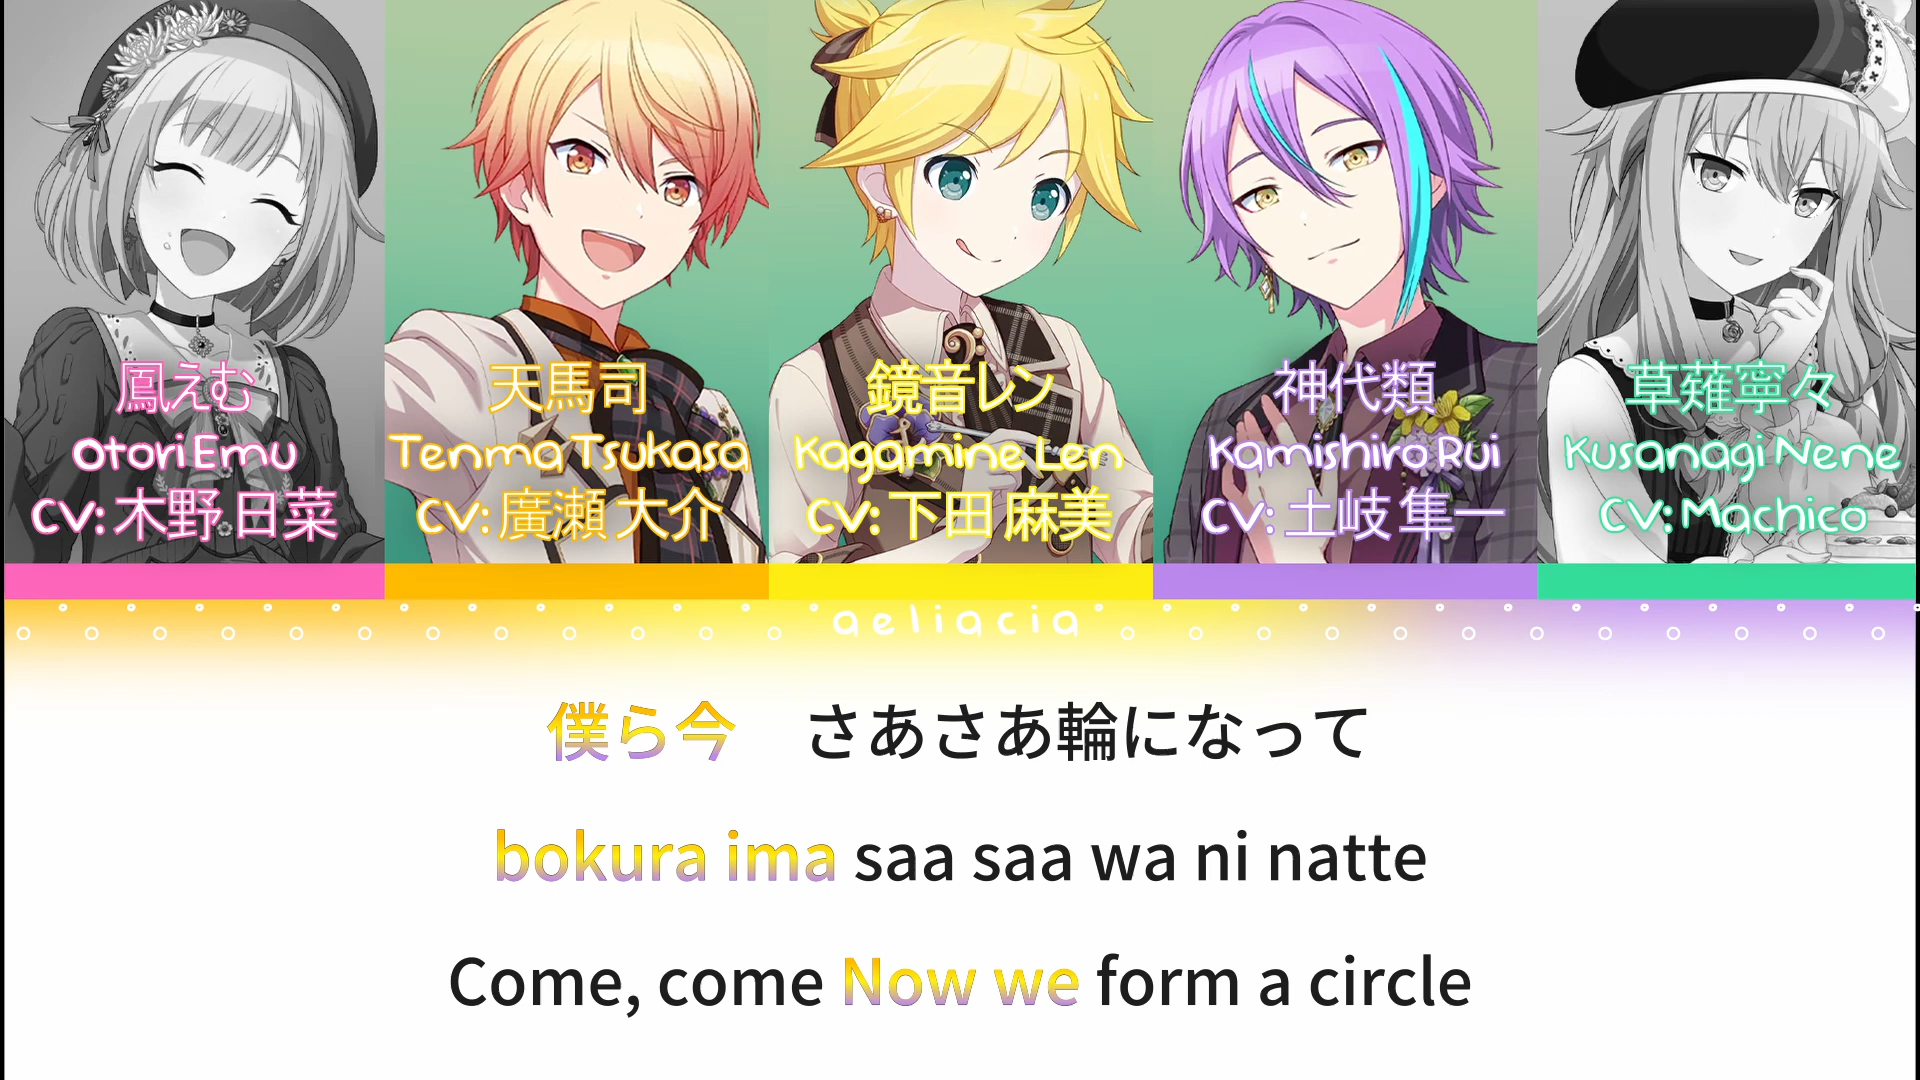 鳳えむ
Otori Emu
CV: 木野 日菜
天馬司
Tenma Tsukasa
CV: 廣瀬 大介
鏡音レン
Kagamine Len
CV: 下田 麻美
神代類
Kamishiro Rui
CV: 土岐 隼一
草薙寧々
Kusanagi Nene
CV: Machico
aeliacia
僕ら今　さあさあ輪になって
bokura ima saa saa wa ni natte
Come, come Now we form a circle